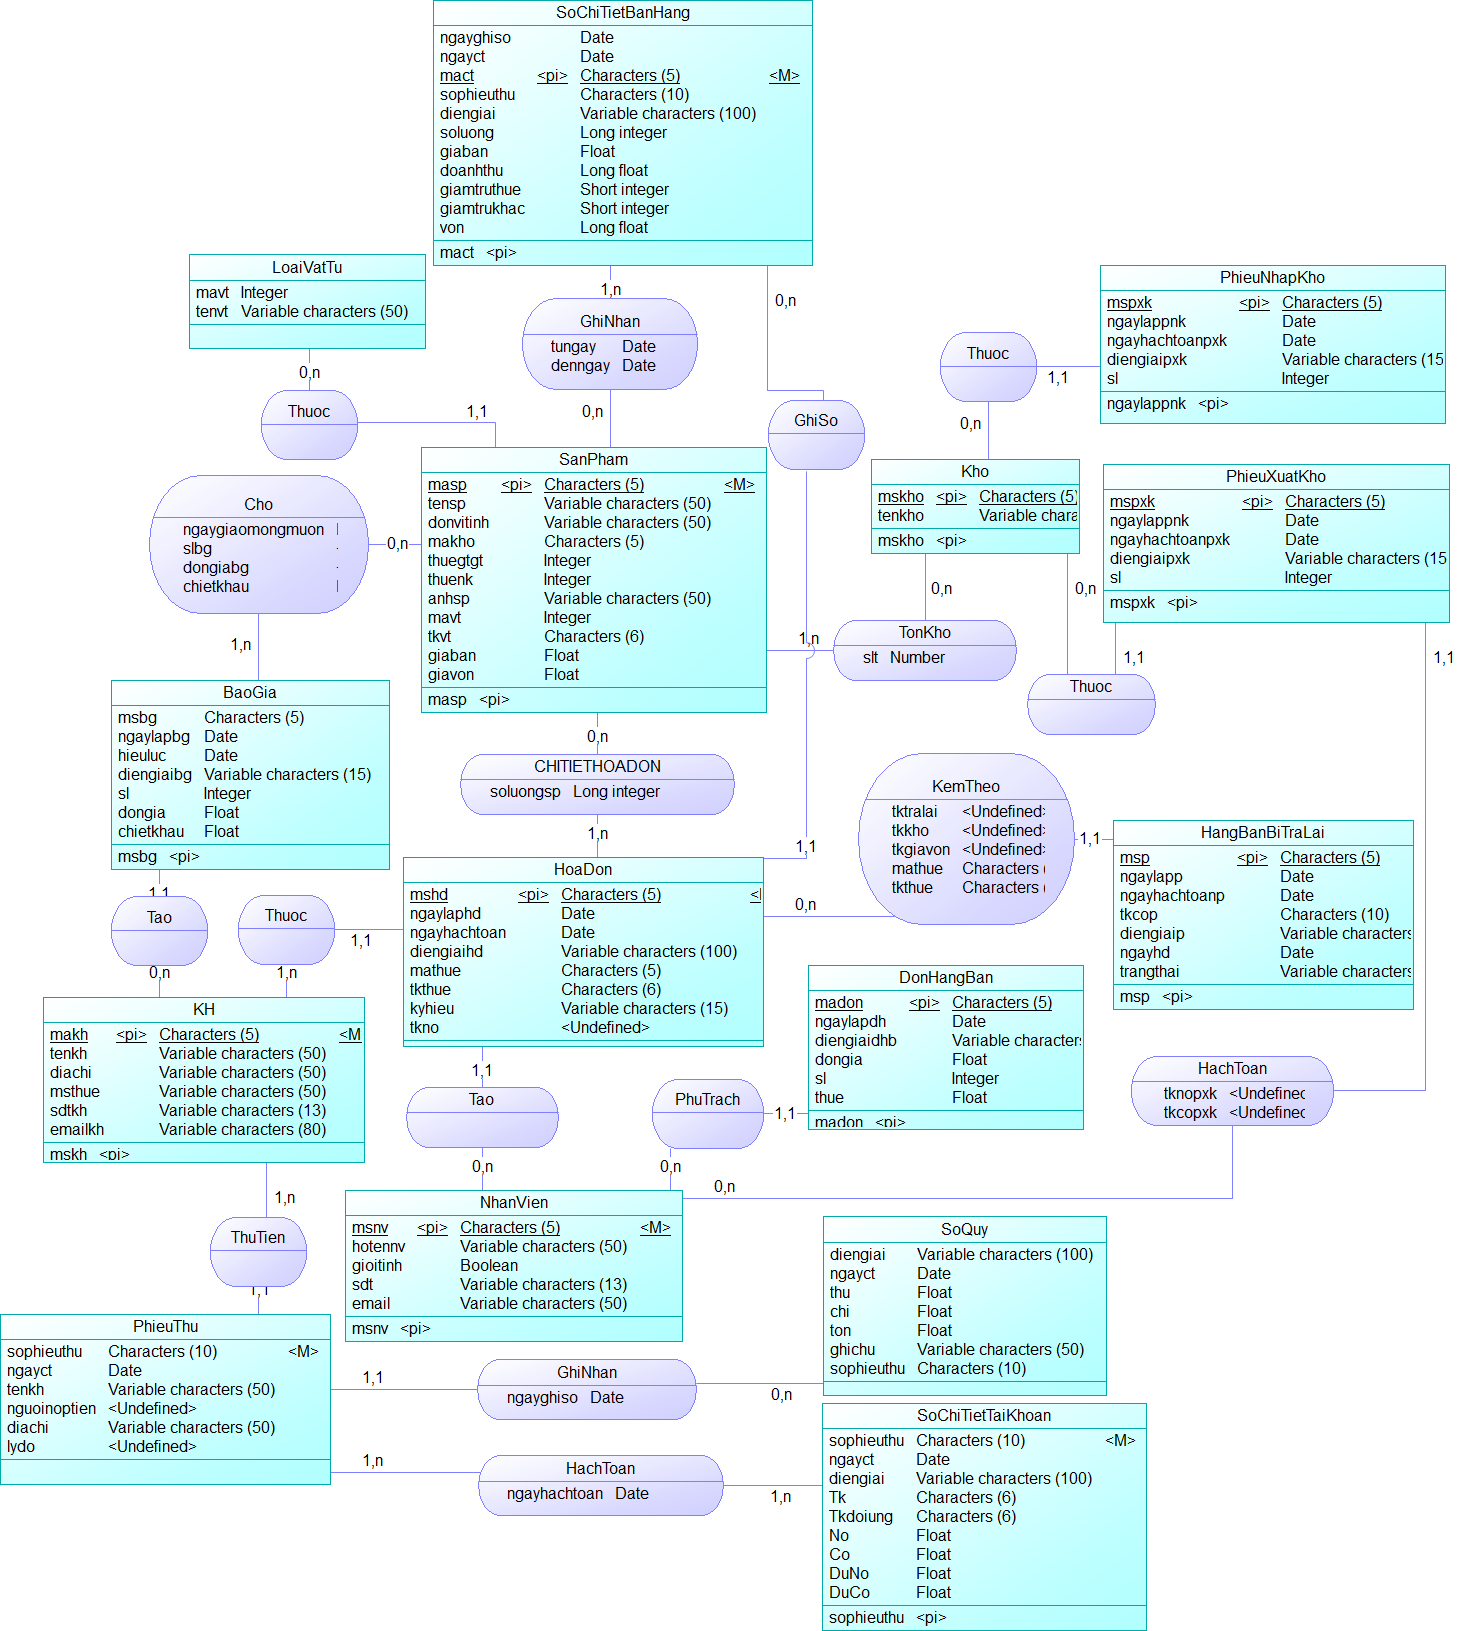 SoChiTietBanHang
ngayghiso Date
ngayct Date
mact <pi> Characters (5) <M>
sophieuthu Characters (10)
diengiai Variable characters (100)
soluong Long integer
giaban Float
doanhthu Long float
giamtruthue Short integer
giamtrukhac Short integer
von Long float
mact <pi>
1,n
0,n
LoaiVatTu
mavt Integer
tenvt Variable characters (50)
0,n
GhiNhan
tungay Date
denngay Date
0,n
PhieuNhapKho
mspxk <pi> Characters (5)
ngaylappnk Date
ngayhachtoanpxk Date
diengiaipxk Variable characters (15
sl Integer
ngaylappnk <pi>
Thuoc
1,1
0,n
Thuoc
1,1
GhiSo
SanPham
masp <pi> Characters (5) <M>
tensp Variable characters (50)
donvitinh Variable characters (50)
makho Characters (5)
thuegtgt Integer
thuenk Integer
anhsp Variable characters (50)
mavt Integer
tkvt Characters (6)
giaban Float
giavon Float
masp <pi>
Kho
mskho <pi> Characters (5)
tenkho Variable chara
mskho <pi>
PhieuXuatKho
mspxk <pi> Characters (5)
ngaylappnk Date
ngayhachtoanpxk Date
diengiaipxk Variable characters (15
sl Integer
mspxk <pi>
Cho
ngaygiaomongmuon
slbg
dongiabg
chietkhau
0,n
1,n
0,n
0,n
1,n
TonKho
slt Number
1,1
1,1
Thuoc
BaoGia
msbg Characters (5)
ngaylapbg Date
hieuluc Date
diengiaibg Variable characters (15)
sl Integer
dongia Float
chietkhau Float
msbg <pi>
0,n
CHITIETHOADON
soluongsp Long integer
1,n
1,1
KemTheo
tktralai <Undefined>
tkkho <Undefined>
tkgiavon <Undefined>
mathue Characters (
tkthue Characters (
1,1
0,n
HangBanBiTraLai
msp <pi> Characters (5)
ngaylapp Date
ngayhachtoanp Date
tkcop Characters (10)
diengiaip Variable characters
ngayhd Date
trangthai Variable characters
msp <pi>
HoaDon
mshd <pi> Characters (5)
ngaylaphd Date
ngayhachtoan Date
diengiaihd Variable characters (100)
mathue Characters (5)
tkthue Characters (6)
kyhieu Variable characters (15)
tkno <Undefined>
1,1
Tao
0,n
Thuoc
1,1
1,n
DonHangBan
madon <pi> Characters (5)
ngaylapdh Date
diengiaidhb Variable characters
dongia Float
sl Integer
thue Float
madon <pi>
KH
makh <pi> Characters (5) <M
tenkh Variable characters (50)
diachi Variable characters (50)
msthue Variable characters (50)
sdtkh Variable characters (13)
emailkh Variable characters (80)
mskh <pi>
1,1
Tao
0,n
PhuTrach
1,1
0,n
HachToan
tknopxk <Undefined
tkcopxk <Undefined
0,n
1,n
ThuTien
1,1
NhanVien
msnv <pi> Characters (5) <M>
hotennv Variable characters (50)
gioitinh Boolean
sdt Variable characters (13)
email Variable characters (50)
msnv <pi>
SoQuy
diengiai Variable characters (100)
ngayct Date
thu Float
chi Float
ton Float
ghichu Variable characters (50)
sophieuthu Characters (10)
PhieuThu
sophieuthu Characters (10) <M>
ngayct Date
tenkh Variable characters (50)
nguoinoptien <Undefined>
diachi Variable characters (50)
lydo <Undefined>
1,1
GhiNhan
ngayghiso Date
0,n
1,n
HachToan
ngayhachtoan Date
1,n
SoChiTietTaiKhoan
sophieuthu Characters (10) <M>
ngayct Date
diengiai Variable characters (100)
Tk Characters (6)
Tkdoiung Characters (6)
No Float
Co Float
DuNo Float
DuCo Float
sophieuthu <pi>